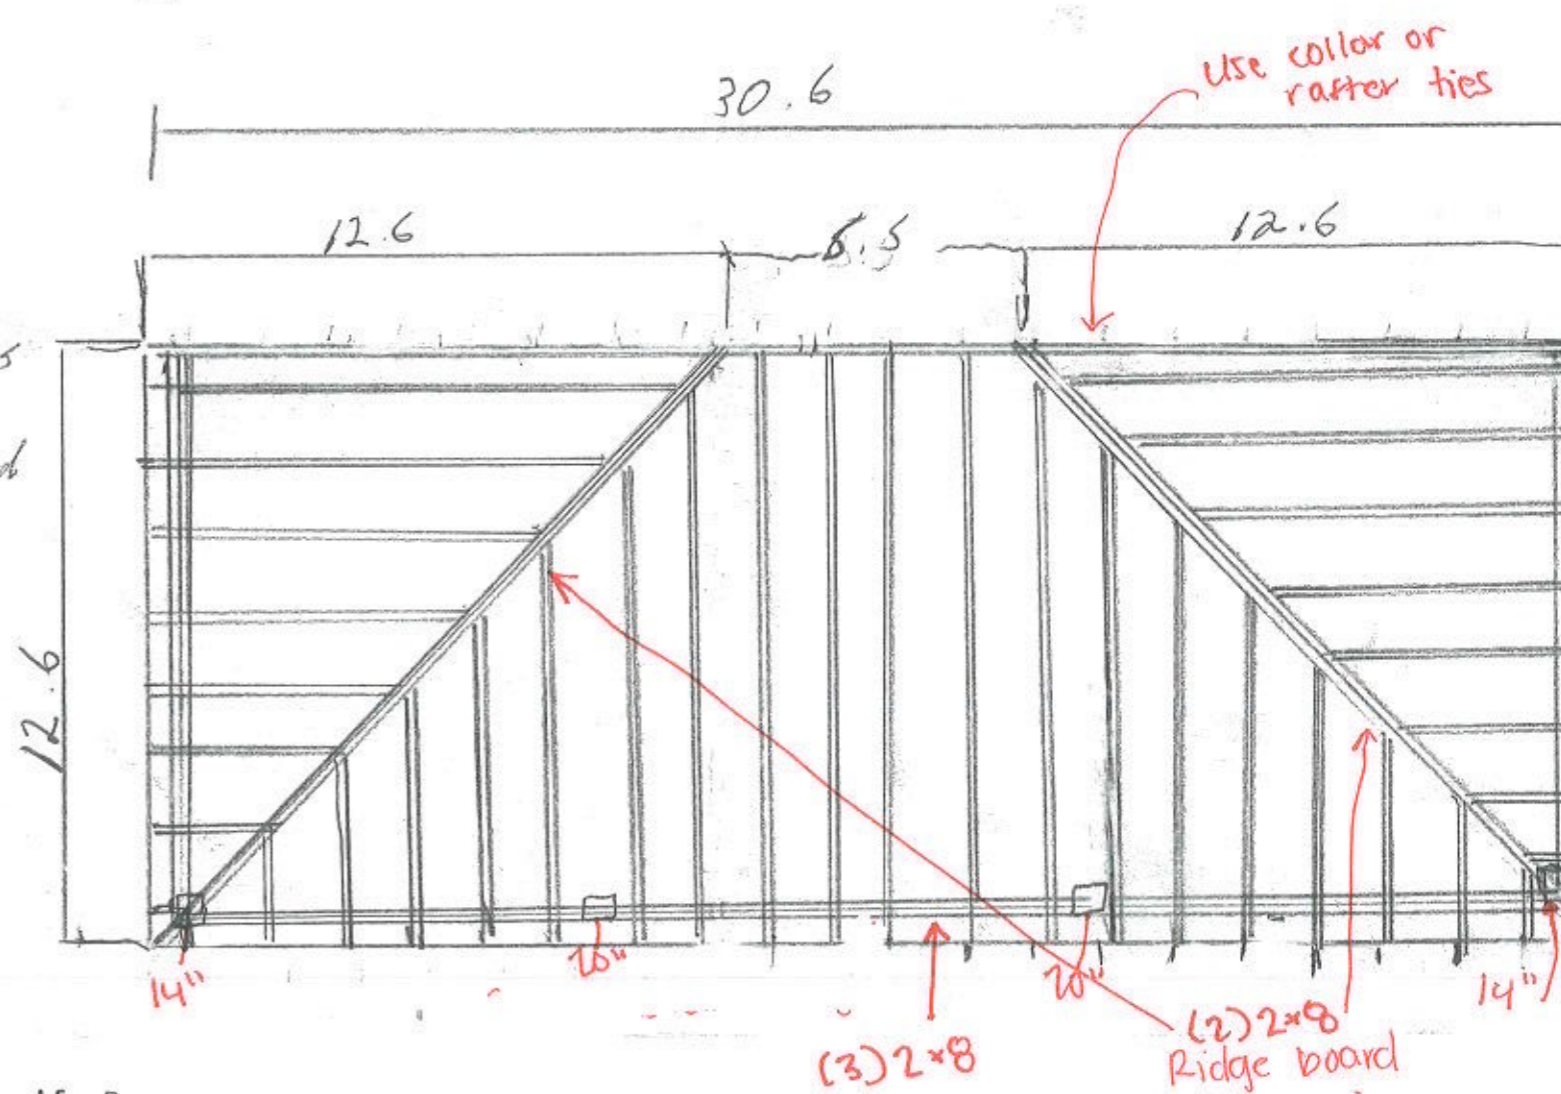 Use collar or
rafter ties
30.6
12.6
12.6
12.6
14"
20"
20"
14"
(3) 2x8
(2) 2x8
Ridge board